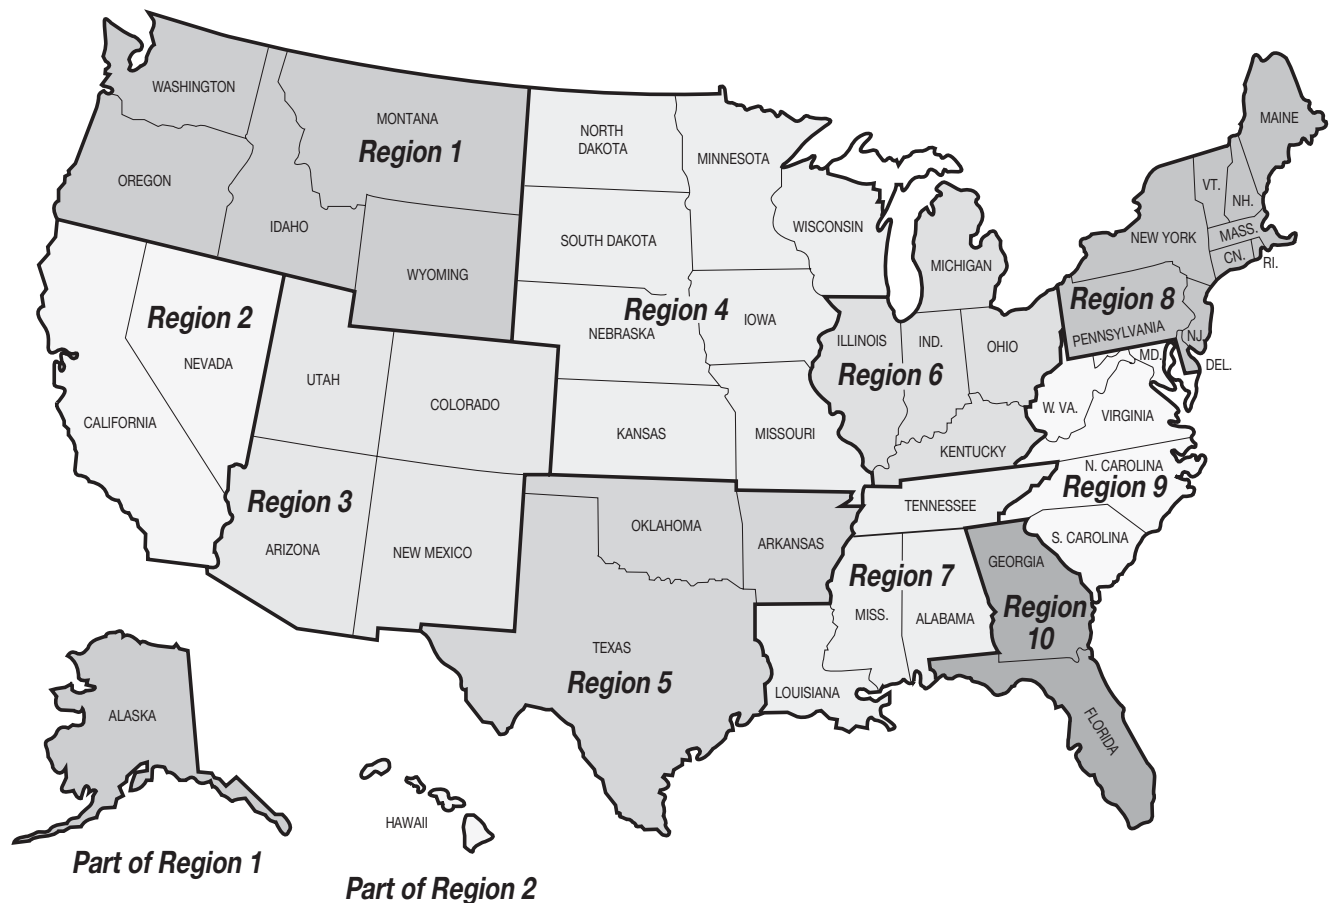 WASHINGTON
MONTANA
Region 1
OREGON
IDAHO
WYOMING
Region 2
NEVADA
CALIFORNIA
UTAH
COLORADO
Region 3
ARIZONA
NEW MEXICO
NORTH
DAKOTA
MINNESOTA
SOUTH DAKOTA
WISCONSIN
Region 4
NEBRASKA
IOWA
KANSAS
MISSOURI
OKLAHOMA
ARKANSAS
TEXAS
Region 5
MICHIGAN
ILLINOIS
IND.
OHIO
Region 6
KENTUCKY
TENNESSEE
Region 7
MISS.
ALABAMA
LOUISIANA
MAINE
VT.
NH.
NEW YORK
MASS.
CN.
RI.
Region 8
PENNSYLVANIA
NJ.
MD.
DEL.
W. VA.
VIRGINIA
N. CAROLINA
Region 9
S. CAROLINA
GEORGIA
Region
10
FLORIDA
ALASKA
Part of Region 1
HAWAII
Part of Region 2